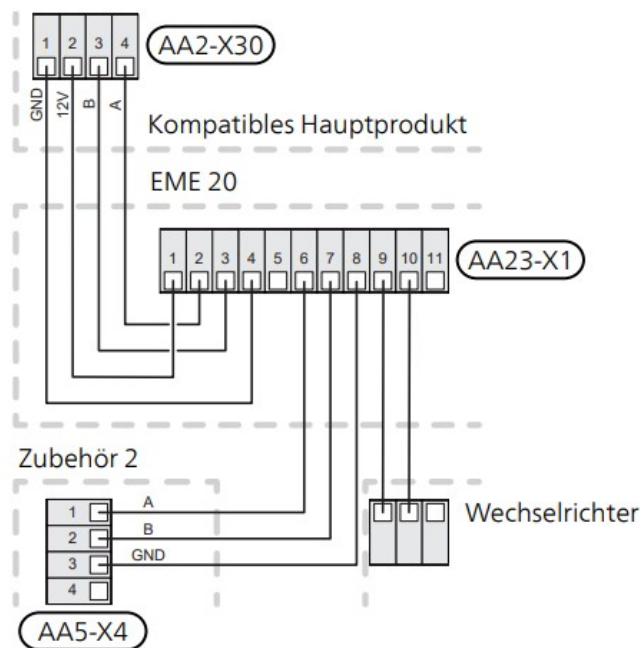 1 2 3 4
AA2-X30
GND 12V B A
Kompatibles Hauptprodukt
EME 20
1 2 3 4 5 6 7 8 9 10 11
AA23-X1
Zubehör 2
1 A
2 B
3 GND
4
Wechselrichter
AA5-X4